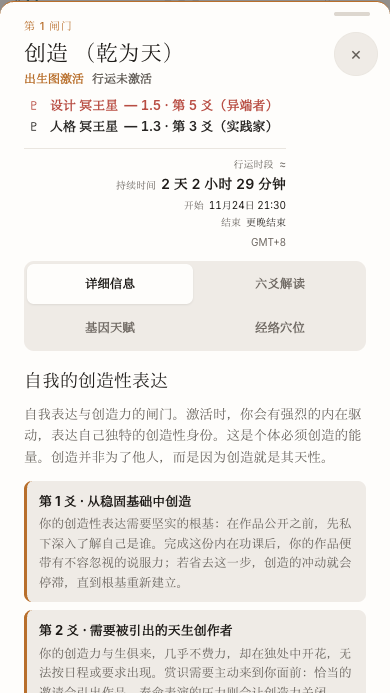 第 1 闸门
创造 （乾为天）
×
出生图激活 行运未激活
♇ 设计 冥王星 — 1.5 · 第 5 爻（异端者）
♇ 人格 冥王星 — 1.3 · 第 3 爻（实践家）
行运时段 ≈
持续时间 2 天 2 小时 29 分钟
开始 11月24日 21:30
结束 更晚结束
GMT+8
详细信息 六爻解读
基因天赋 经络穴位
自我的创造性表达
自我表达与创造力的闸门。激活时，你会有强烈的内在驱
动，表达自己独特的创造性身份。这是个体必须创造的能
量。创造并非为了他人，而是因为创造就是其天性。
第 1 爻 · 从稳固基础中创造
你的创造性表达需要坚实的根基：在作品公开之前，先私
下深入了解自己是谁。完成这份内在功课后，你的作品便
带有不容忽视的说服力；若省去这一步，创造的冲动就会
停滞，直到根基重新建立。
第 2 爻 · 需要被引出的天生创作者
你的创造力与生俱来，几乎不费力，却在独处中开花，无
法按日程或要求出现。赏识需要主动来到你面前：恰当的